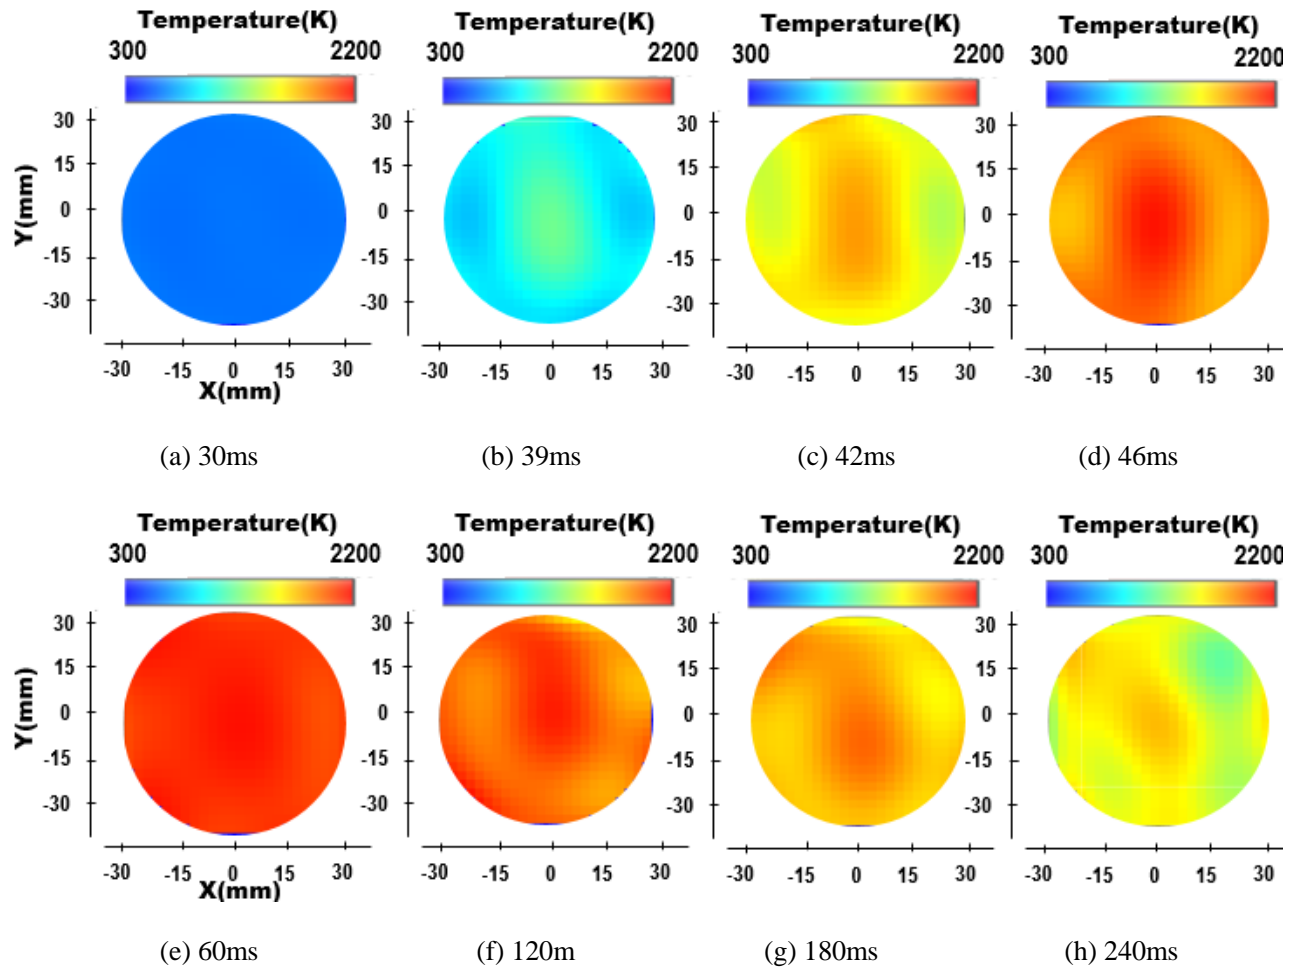 Temperature(K) Temperature(K) Temperature(K) Temperature(K)
300 2200 300 2200 300 2200 300 2200
30 30 30 30
15 15 15 15
Y(mm) 0 0 0 0
-15 -15 -15 -15
-30 -30 -30 -30
-30 -15 0 15 30 -30 -15 0 15 30 -30 -15 0 15 30 -30 -15 0 15 30
X(mm)
(a) 30ms (b) 39ms (c) 42ms (d) 46ms
Temperature(K) Temperature(K) Temperature(K) Temperature(K)
300 2200 300 2200 300 2200 300 2200
30 30 30 30
15 15 15 15
Y(mm) 0 0 0 0
-15 -15 -15 -15
-30 -30 -30 -30
-30 -15 0 15 30 -30 -15 0 15 30 -30 -15 0 15 30 -30 -15 0 15 30
X(mm)
(e) 60ms (f) 120m (g) 180ms (h) 240ms